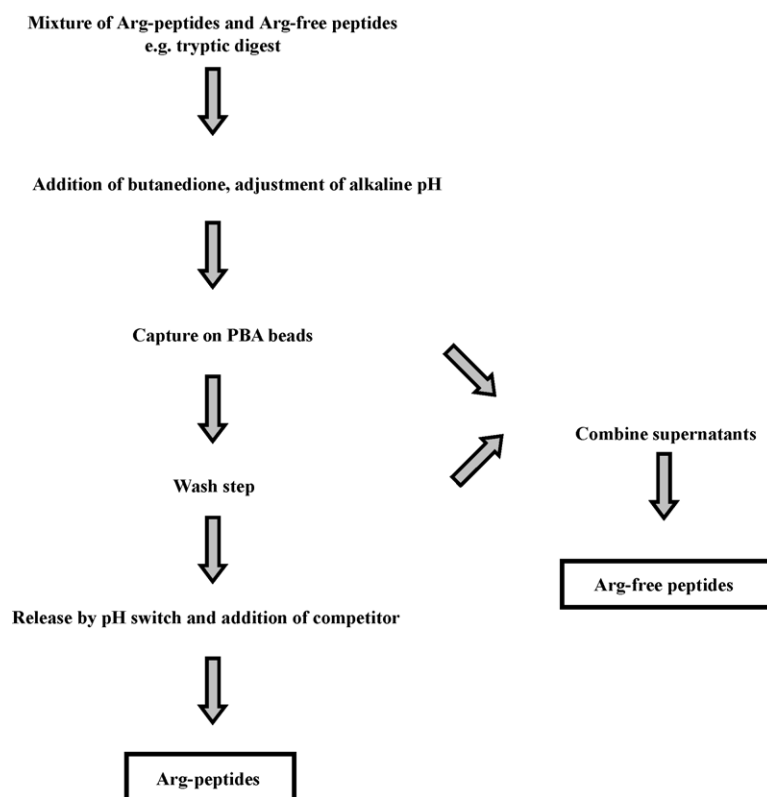 Mixture of Arg-peptides and Arg-free peptides
e.g. tryptic digest
Addition of butanedione, adjustment of alkaline pH
Capture on PBA beads
Combine supernatants
Wash step
Arg-free peptides
Release by pH switch and addition of competitor
Arg-peptides